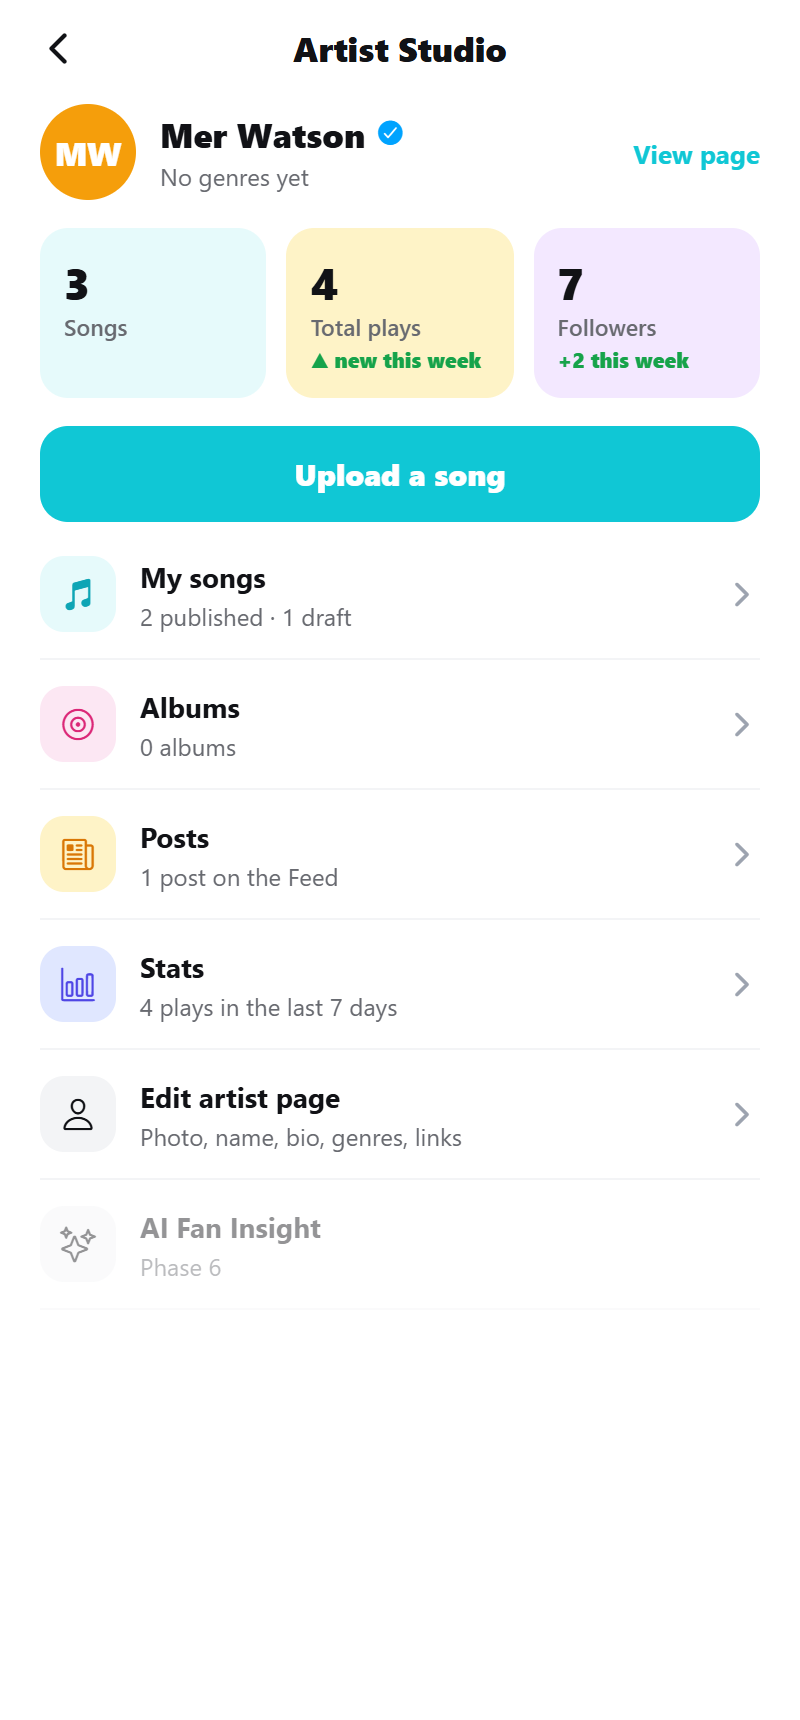 Artist Studio
MW
Mer Watson
No genres yet
View page
3
Songs
4
Total plays
▲ new this week
7
Followers
+2 this week
Upload a song
My songs
2 published · 1 draft
Albums
0 albums
Posts
1 post on the Feed
Stats
4 plays in the last 7 days
Edit artist page
Photo, name, bio, genres, links
AI Fan Insight
Phase 6